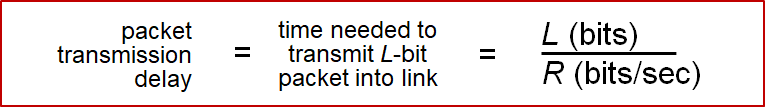 packet
transmission
delay
=
time needed to
transmit L-bit
packet into link
=
L (bits)
R (bits/sec)